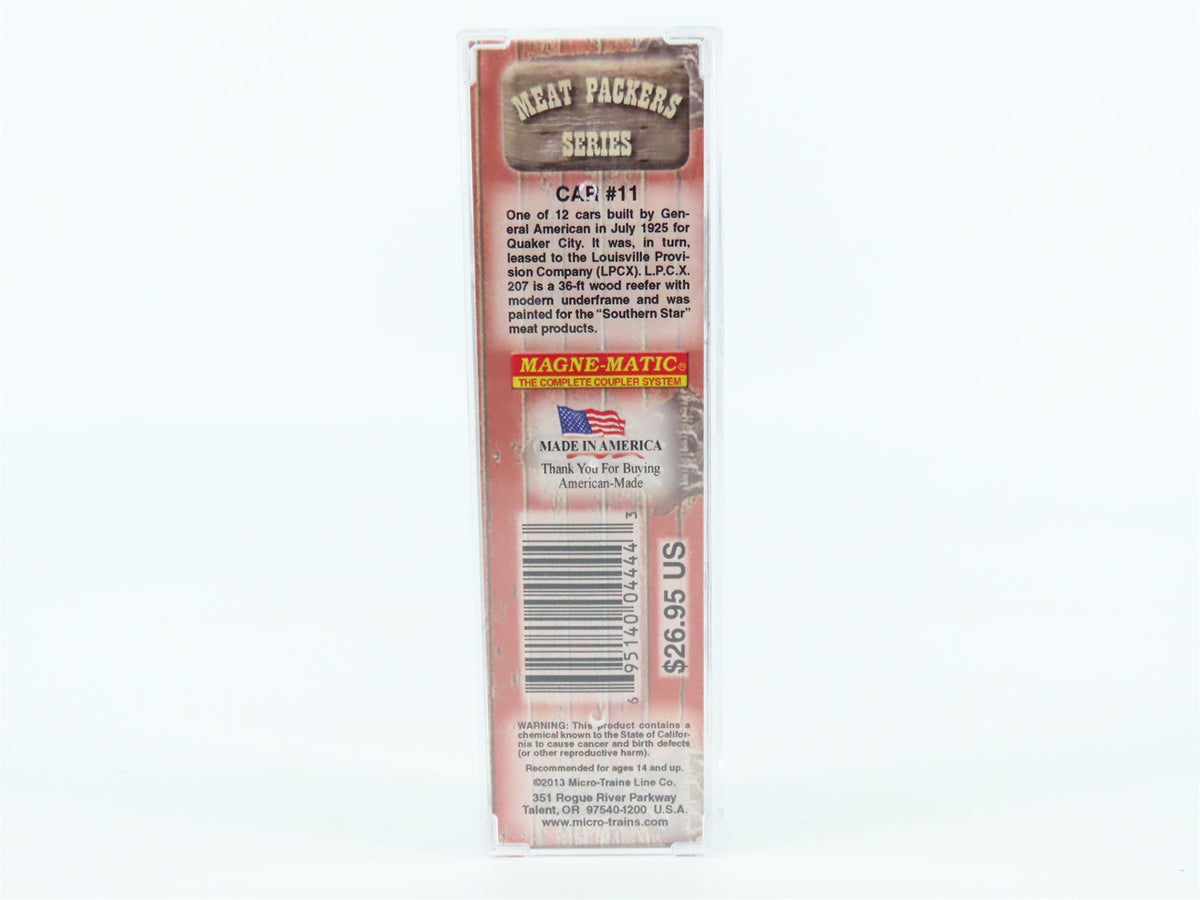 MEAT PACKERS
SERIES
CAR #11
One of 12 cars built by Gen-
eral American in July 1925 for
Quaker City. It was, in turn,
leased to the Louisville Provi-
sion Company (LPCX). L.P.C.X.
207 is a 36-ft wood reefer with
modern underframe and was
painted for the "Southern Star"
meat products.
MAGNE-MATIC®
THE COMPLETE COUPLER SYSTEM
MADE IN AMERICA
Thank You For Buying
American-Made
6 95140 04444 3
$26.95 US
WARNING: This product contains a
chemical known to the State of Califor-
nia to cause cancer and birth defects
(or other reproductive harm).
Recommended for ages 14 and up.
©2013 Micro-Trains Line Co.
351 Rogue River Parkway
Talent, OR 97540-1200 U.S.A.
www.micro-trains.com